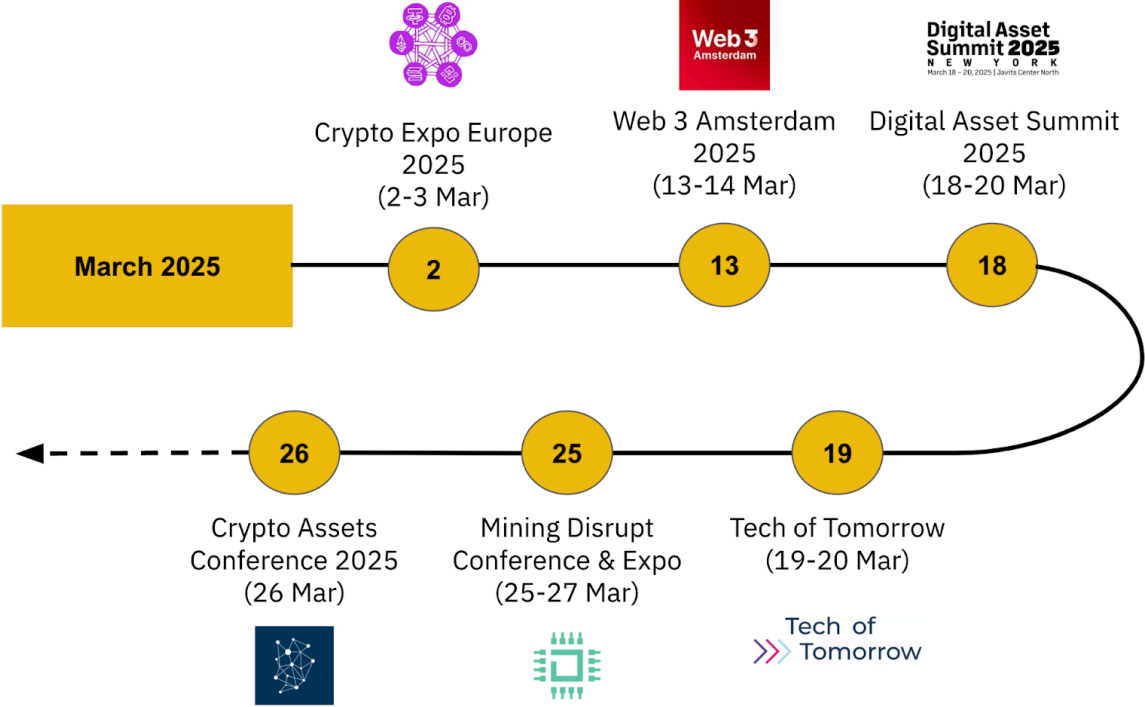 Web3
Amsterdam
Digital Asset
Summit 2025
NEW YORK
March 18 – 20, 2025 | Javits Center North
Crypto Expo Europe
2025
(2-3 Mar)
Web 3 Amsterdam
2025
(13-14 Mar)
Digital Asset Summit
2025
(18-20 Mar)
March 2025
2
13
18
26
25
19
Crypto Assets
Conference 2025
(26 Mar)
Mining Disrupt
Conference & Expo
(25-27 Mar)
Tech of Tomorrow
(19-20 Mar)
Tech of
Tomorrow